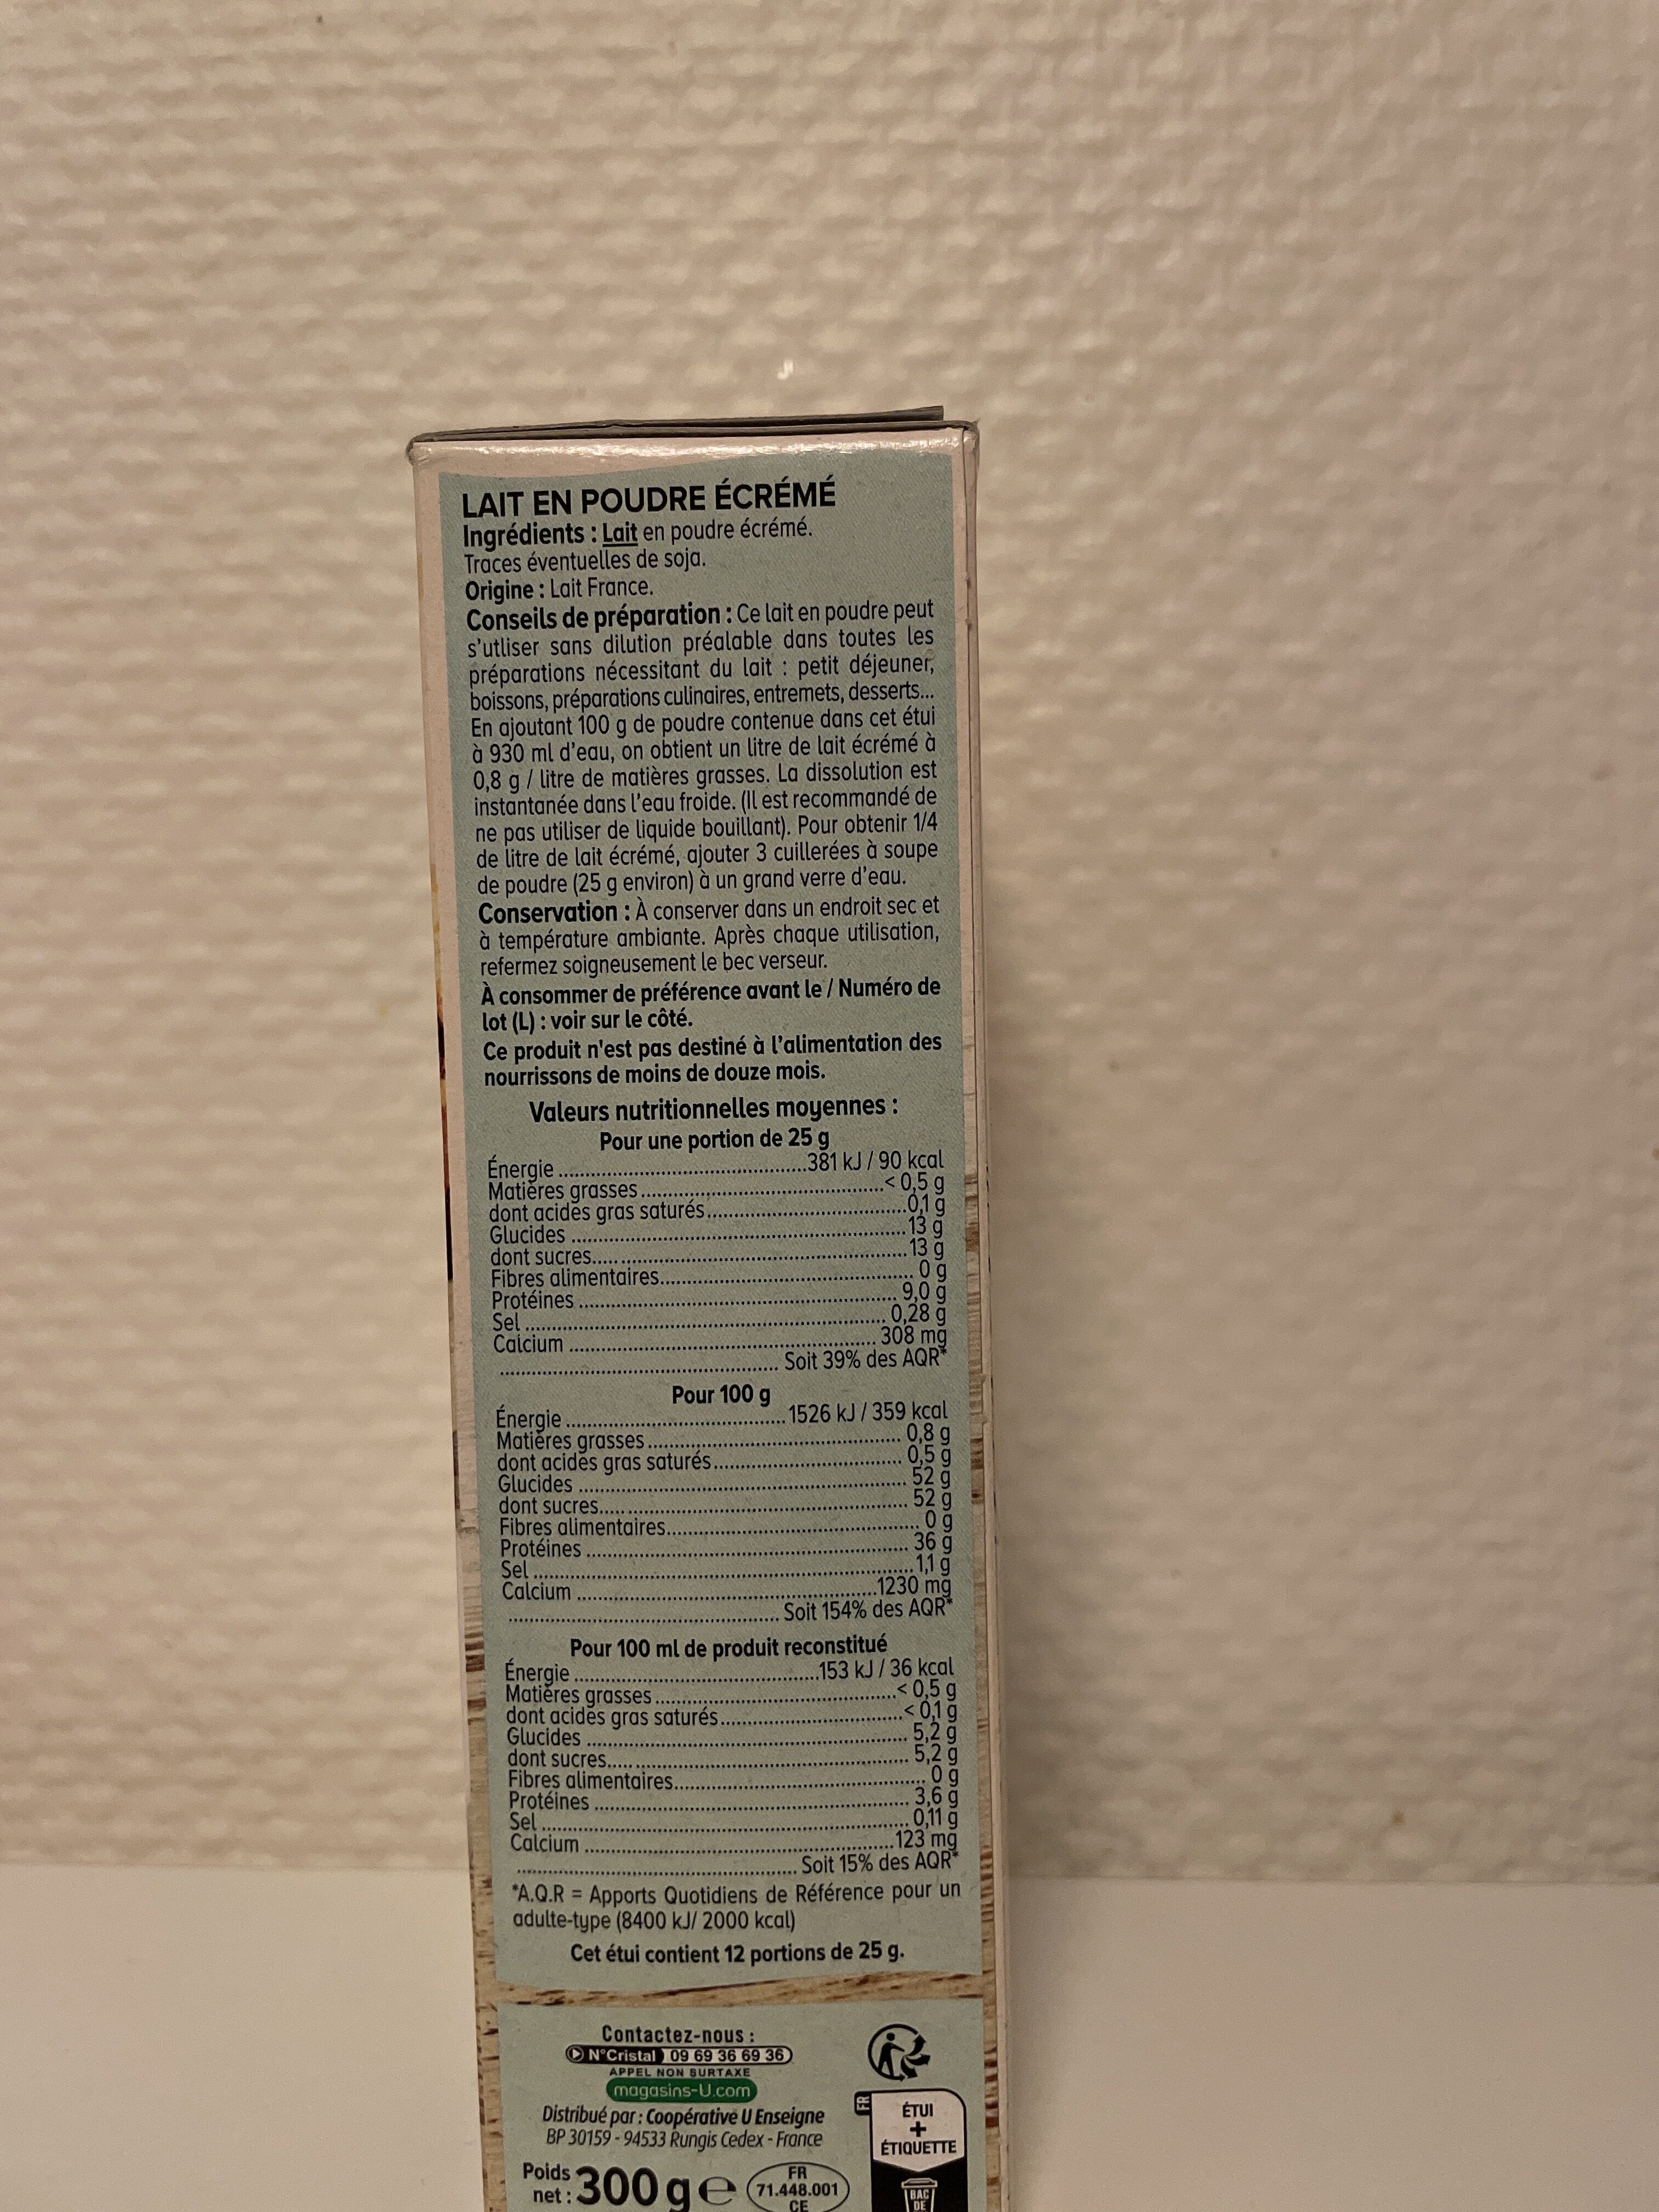 LAIT EN POUDRE ÉCRÉMÉ
Ingrédients : Lait en poudre écrémé.
Traces éventuelles de soja.
Origine : Lait France.
Conseils de préparation : Ce lait en poudre peut
s'utliser sans dilution préalable dans toutes les
préparations nécessitant du lait : petit déjeuner,
boissons, préparations culinaires, entremets, desserts...
En ajoutant 100 g de poudre contenue dans cet étui
à 930 ml d'eau, on obtient un litre de lait écrémé à
0,8 g / litre de matières grasses. La dissolution est
instantanée dans l'eau froide. (Il est recommandé de
ne pas utiliser de liquide bouillant). Pour obtenir 1/4
de litre de lait écrémé, ajouter 3 cuillerées à soupe
de poudre (25 g environ) à un grand verre d'eau.
Conservation : À conserver dans un endroit sec et
à température ambiante. Après chaque utilisation,
refermez soigneusement le bec verseur.
À consommer de préférence avant le / Numéro de
lot (L) : voir sur le côté.
Ce produit n'est pas destiné à l'alimentation des
nourrissons de moins de douze mois.
Valeurs nutritionnelles moyennes :
Pour une portion de 25 g
Énergie ........ 381 kJ / 90 kcal
Matières grasses ........ < 0,5 g
dont acides gras saturés ........ 0,1 g
Glucides ........ 13 g
dont sucres ........ 13 g
Fibres alimentaires ........ 0 g
Protéines ........ 9,0 g
Sel ........ 0,28 g
Calcium ........ 308 mg
........ Soit 39% des AQR*
Pour 100 g
Énergie ........ 1526 kJ / 359 kcal
Matières grasses ........ 0,8 g
dont acides gras saturés ........ 0,5 g
Glucides ........ 52 g
dont sucres ........ 52 g
Fibres alimentaires ........ 0 g
Protéines ........ 36 g
Sel ........ 1,1 g
Calcium ........ 1230 mg
........ Soit 154% des AQR*
Pour 100 ml de produit reconstitué
Énergie ........ 153 kJ / 36 kcal
Matières grasses ........ < 0,5 g
dont acides gras saturés ........ < 0,1 g
Glucides ........ 5,2 g
dont sucres ........ 5,2 g
Fibres alimentaires ........ 0 g
Protéines ........ 3,6 g
Sel ........ 0,11 g
Calcium ........ 123 mg
........ Soit 15% des AQR*
*A.Q.R = Apports Quotidiens de Référence pour un
adulte-type (8400 kJ/ 2000 kcal)
Cet étui contient 12 portions de 25 g.
Contactez-nous :
N°Cristal 09 69 36 69 36
APPEL NON SURTAXE
magasins-U.com
Distribué par : Coopérative U Enseigne
BP 30159 - 94533 Rungis Cedex - France
Poids net : 300 g e
FR
71.448.001
CE
FR
ÉTUI
+
ÉTIQUETTE
BAC
DE